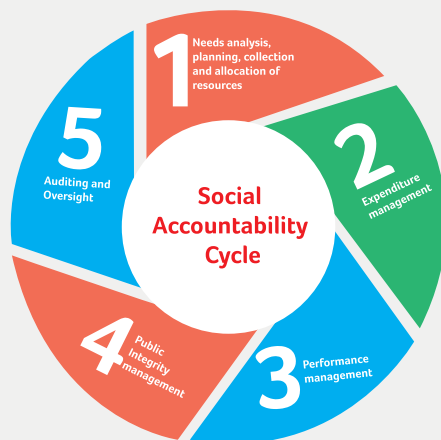 1
Needs analysis,
planning, collection
and allocation of
resources
2
Expenditure
management
3
Performance
management
4
Public
Integrity
management
5
Auditing and
Oversight
Social
Accountability
Cycle